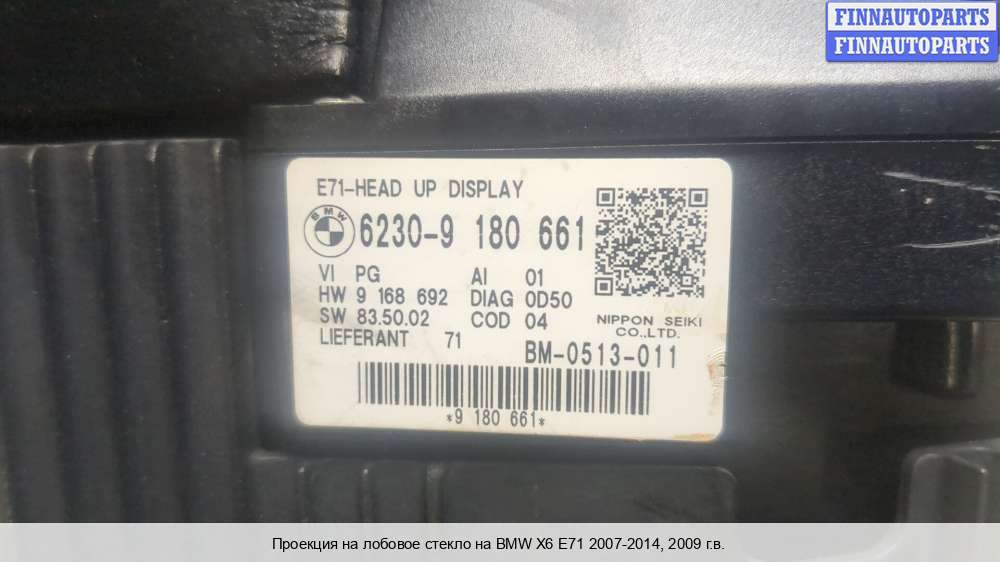 FINNAUTOPARTS
FINNAUTOPARTS
E71-HEAD UP DISPLAY
BMW
6230-9 180 661
VI PG AI 01
HW 9 168 692 DIAG 0D50
SW 83.50.02 COD 04
LIEFERANT 71
NIPPON SEIKI
CO.,LTD.
BM-0513-011
*9 180 661*
Проекция на лобовое стекло на BMW X6 E71 2007-2014, 2009 г.в.